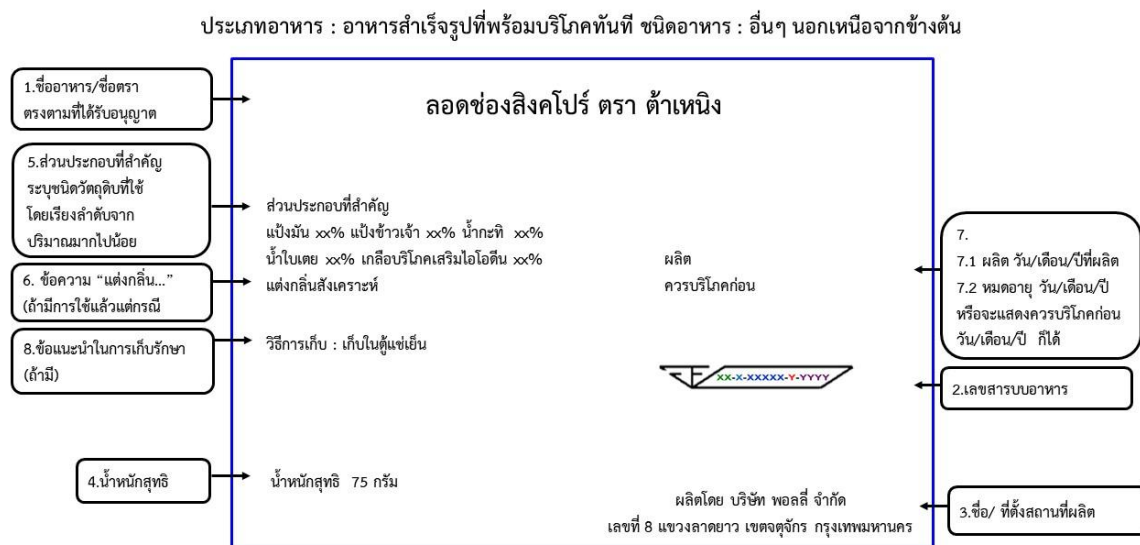 ประเภทอาหาร : อาหารสำเร็จรูปที่พร้อมบริโภคทันที ชนิดอาหาร : อื่นๆ นอกเหนือจากข้างต้น
1.ชื่ออาหาร/ชื่อตรา
ตรงตามที่ได้รับอนุญาต
ลอดช่องสิงคโปร์ ตรา ต้าเหนิง
5.ส่วนประกอบที่สำคัญ
ระบุชนิดวัตถุดิบที่ใช้
โดยเรียงลำดับจาก
ปริมาณมากไปน้อย
ส่วนประกอบที่สำคัญ
แป้งมัน xx% แป้งข้าวเจ้า xx% น้ำกะทิ xx%
น้ำใบเตย xx% เกลือบริโภคเสริมไอโอดีน xx%
แต่งกลิ่นสังเคราะห์
6. ข้อความ “แต่งกลิ่น...”
(ถ้ามีการใช้แล้วแต่กรณี
8.ข้อแนะนำในการเก็บรักษา
(ถ้ามี)
วิธีการเก็บ : เก็บในตู้แช่เย็น
ผลิต
ควรบริโภคก่อน
7.
7.1 ผลิต วัน/เดือน/ปีที่ผลิต
7.2 หมดอายุ วัน/เดือน/ปี
หรือจะแสดงควรบริโภคก่อน
วัน/เดือน/ปี ก็ได้
XX-X-XXXXX-Y-YYYY
2.เลขสารบบอาหาร
4.น้ำหนักสุทธิ
น้ำหนักสุทธิ 75 กรัม
ผลิตโดย บริษัท พอลลี่ จำกัด
เลขที่ 8 แขวงลาดยาว เขตจตุจักร กรุงเทพมหานคร
3.ชื่อ/ ที่ตั้งสถานที่ผลิต